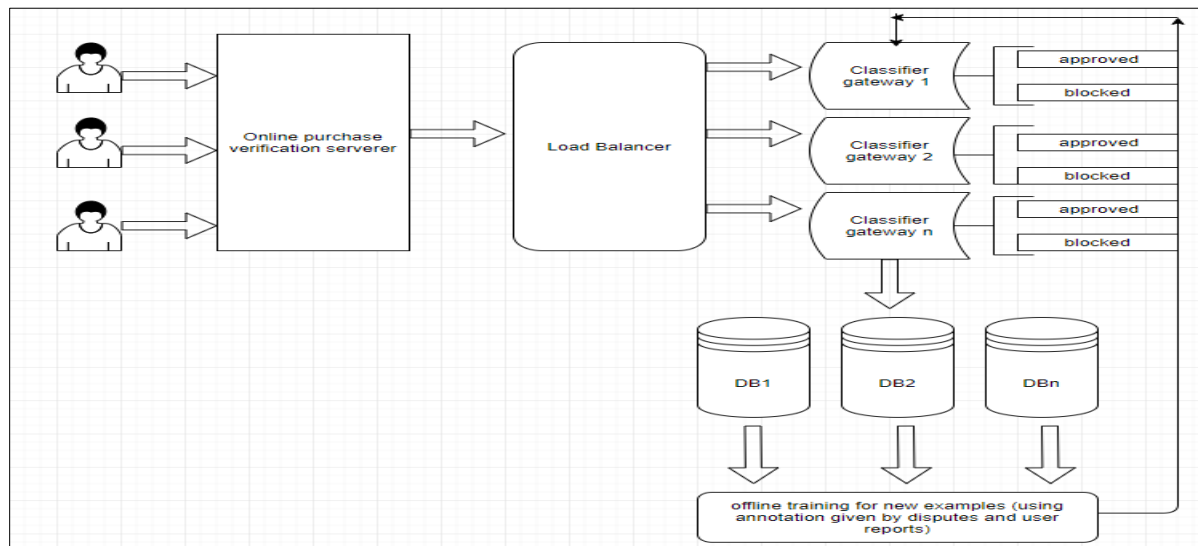 Online purchase
verification serverer
Load Balancer
Classifier
gateway 1
approved
blocked
Classifier
gateway 2
approved
blocked
Classifier
gateway n
approved
blocked
DB1
DB2
DBn
offline training for new examples (using
annotation given by disputes and user
reports)